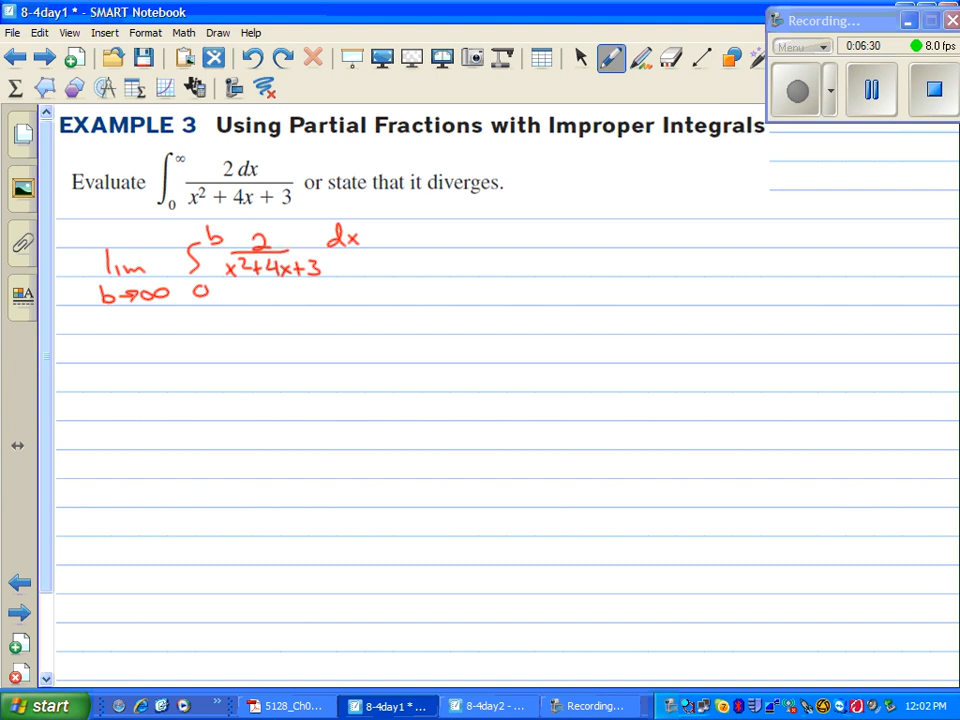 8-4day1 * - SMART Notebook
Recording...
File Edit View Insert Format Math Draw Help
Menu 0:06:30 8.0 fps
EXAMPLE 3 Using Partial Fractions with Improper Integrals
Evaluate ∫₀^∞ 2 dx / (x² + 4x + 3) or state that it diverges.
lim b→∞ ∫₀^b 2 / (x²+4x+3) dx
start 5128_Ch0... 8-4day1 *... 8-4day2 - ... Recording... 12:02 PM